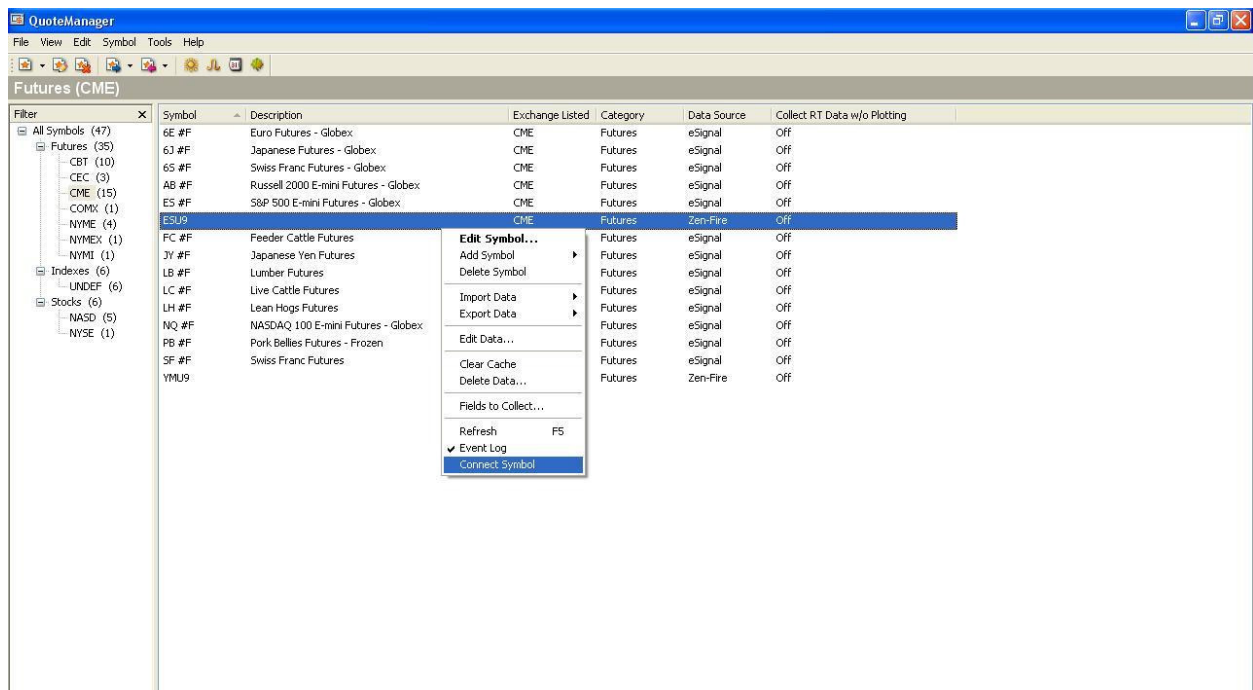 QuoteManager
File View Edit Symbol Tools Help
Futures (CME)
Filter x
All Symbols (47)
Futures (35)
CBT (10)
CEC (3)
CME (15)
COMX (1)
NYME (4)
NYMEX (1)
NYMI (1)
Indexes (6)
UNDEF (6)
Stocks (6)
NASD (5)
NYSE (1)
Symbol Description Exchange Listed Category Data Source Collect RT Data w/o Plotting
6E #F Euro Futures - Globex CME Futures eSignal Off
6J #F Japanese Futures - Globex CME Futures eSignal Off
6S #F Swiss Franc Futures - Globex CME Futures eSignal Off
AB #F Russell 2000 E-mini Futures - Globex CME Futures eSignal Off
ES #F S&P 500 E-mini Futures - Globex CME Futures eSignal Off
ESU9 CME Futures Zen-Fire Off
FC #F Feeder Cattle Futures Futures eSignal Off
JY #F Japanese Yen Futures Futures eSignal Off
LB #F Lumber Futures Futures eSignal Off
LC #F Live Cattle Futures Futures eSignal Off
LH #F Lean Hogs Futures Futures eSignal Off
NQ #F NASDAQ 100 E-mini Futures - Globex Futures eSignal Off
PB #F Pork Bellies Futures - Frozen Futures eSignal Off
SF #F Swiss Franc Futures Futures eSignal Off
YMU9 Futures Zen-Fire Off
Edit Symbol...
Add Symbol
Delete Symbol
Import Data
Export Data
Edit Data...
Clear Cache
Delete Data...
Fields to Collect...
Refresh F5
Event Log
Connect Symbol